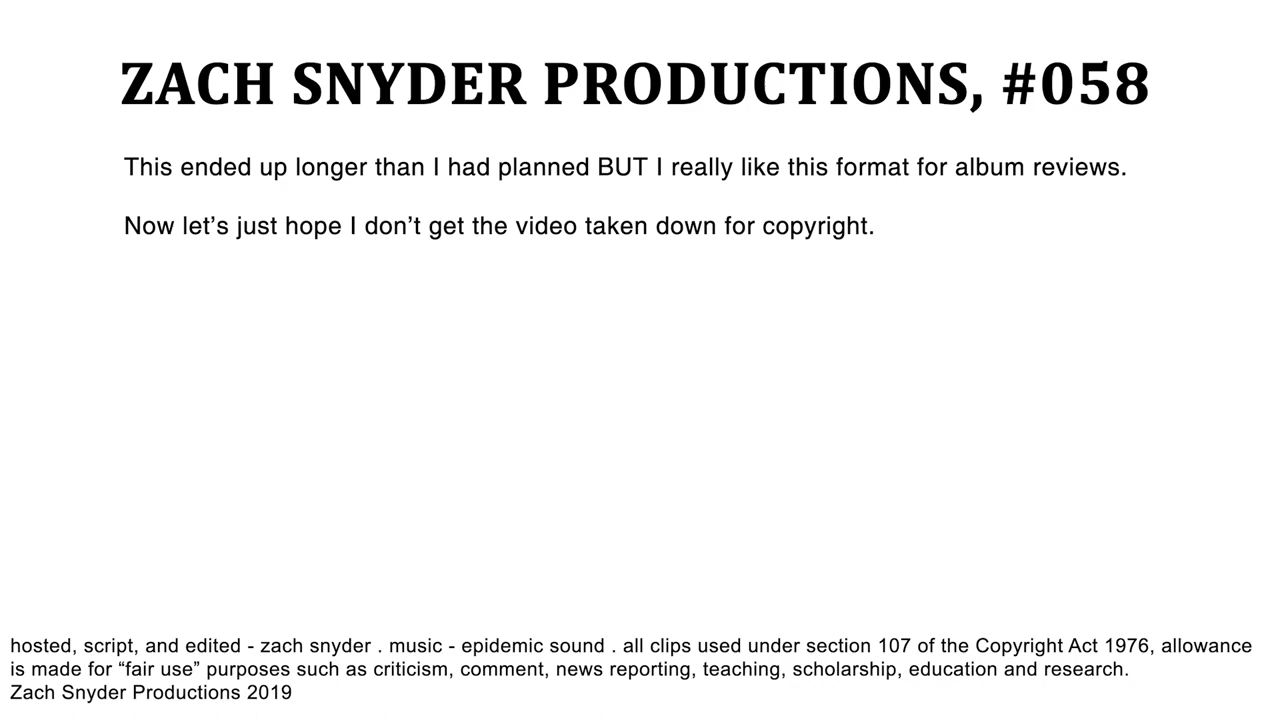 ZACH SNYDER PRODUCTIONS, #058
This ended up longer than I had planned BUT I really like this format for album reviews.
Now let’s just hope I don’t get the video taken down for copyright.
hosted, script, and edited - zach snyder . music - epidemic sound . all clips used under section 107 of the Copyright Act 1976, allowance
is made for “fair use” purposes such as criticism, comment, news reporting, teaching, scholarship, education and research.
Zach Snyder Productions 2019